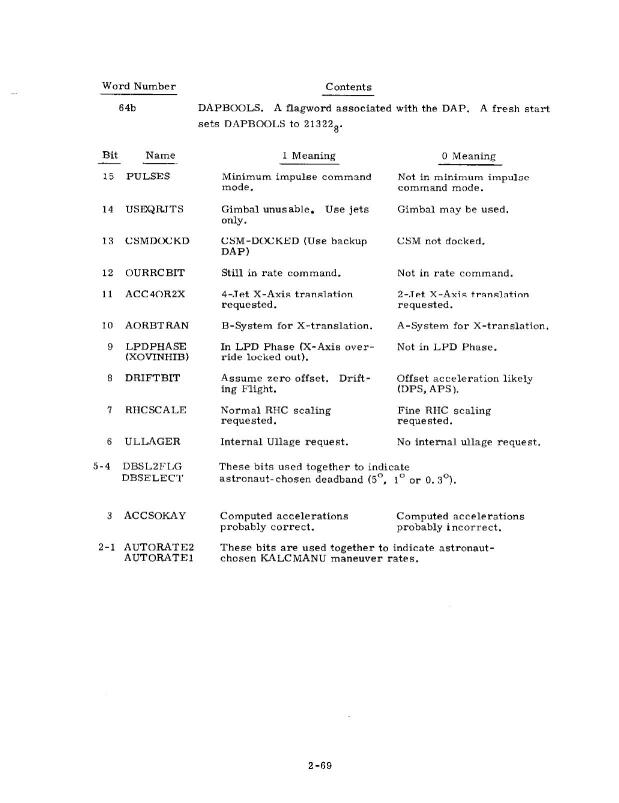 Word Number Contents
64b DAPBOOLS. A flagword associated with the DAP. A fresh start
sets DAPBOOLS to 21322₈.
Bit Name 1 Meaning 0 Meaning
15 PULSES Minimum impulse command Not in minimum impulse
mode. command mode.
14 USEQRJTS Gimbal unusable. Use jets Gimbal may be used.
only.
13 CSMDOCKD CSM-DOCKED (Use backup CSM not docked.
DAP)
12 OURRCBIT Still in rate command. Not in rate command.
11 ACC4OR2X 4-Jet X-Axis translation 2-Jet X-Axis translation
requested. requested.
10 AORBTRAN B-System for X-translation. A-System for X-translation.
9 LPDPHASE In LPD Phase (X-Axis over- Not in LPD Phase.
(XOVINHIB) ride locked out).
8 DRIFTBIT Assume zero offset. Drift- Offset acceleration likely
ing Flight. (DPS, APS).
7 RHCSCALE Normal RHC scaling Fine RHC scaling
requested. requested.
6 ULLAGER Internal Ullage request. No internal ullage request.
5-4 DBSL2FLG These bits used together to indicate
DBSELECT astronaut-chosen deadband (5°, 1° or 0.3°).
3 ACCSOKAY Computed accelerations Computed accelerations
probably correct. probably incorrect.
2-1 AUTORATE2 These bits are used together to indicate astronaut-
AUTORATE1 chosen KALCMANU maneuver rates.
2-69